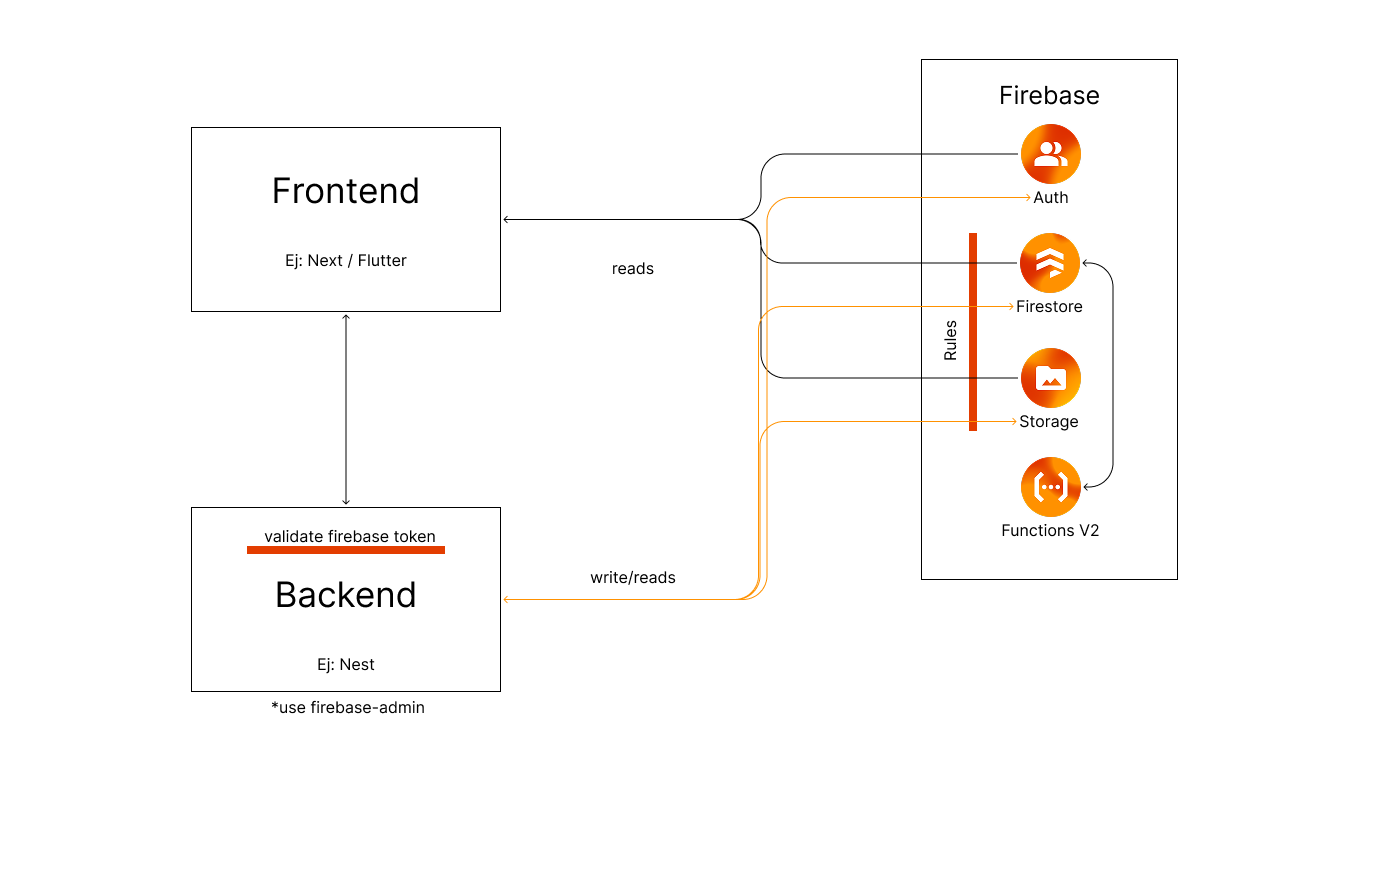 Firebase
Frontend
Auth
Ej: Next / Flutter
reads
Firestore
Rules
Storage
Functions V2
validate firebase token
write/reads
Backend
Ej: Nest
*use firebase-admin